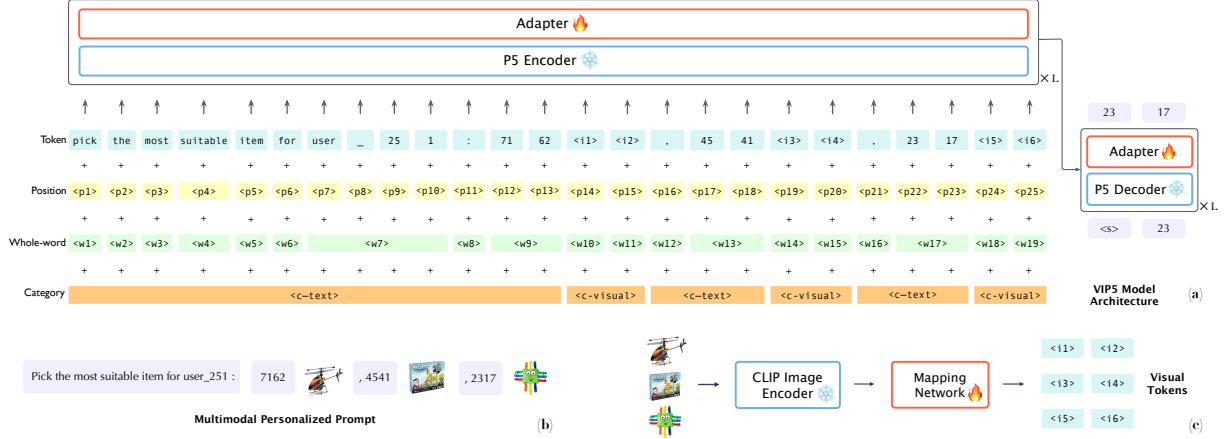 Adapter
P5 Encoder
×L
Token pick the most suitable item for user _ 25 1 : 71 62 <i1> <i2> , 45 41 <i3> <i4> , 23 17 <i5> <i6>
+ + + + + + + + + + + + + + + + + + + + + + + + +
Position <p1> <p2> <p3> <p4> <p5> <p6> <p7> <p8> <p9> <p10> <p11> <p12> <p13> <p14> <p15> <p16> <p17> <p18> <p19> <p20> <p21> <p22> <p23> <p24> <p25>
+ + + + + + + + + + + + + + + + + + + + + + + + +
Whole-word <w1> <w2> <w3> <w4> <w5> <w6> <w7> <w8> <w9> <w10> <w11> <w12> <w13> <w14> <w15> <w16> <w17> <w18> <w19>
+ + + + + + + + + + + + + + + + + + + + + + + + +
Category <c-text> <c-visual> <c-text> <c-visual> <c-text> <c-visual>
23 17
Adapter
P5 Decoder
×L
<s> 23
VIP5 Model
Architecture
(a)
Pick the most suitable item for user_251 : 7162 , 4541 , 2317
Multimodal Personalized Prompt
(b)
CLIP Image
Encoder
Mapping
Network
<i1> <i2>
<i3> <i4>
<i5> <i6>
Visual
Tokens
(c)